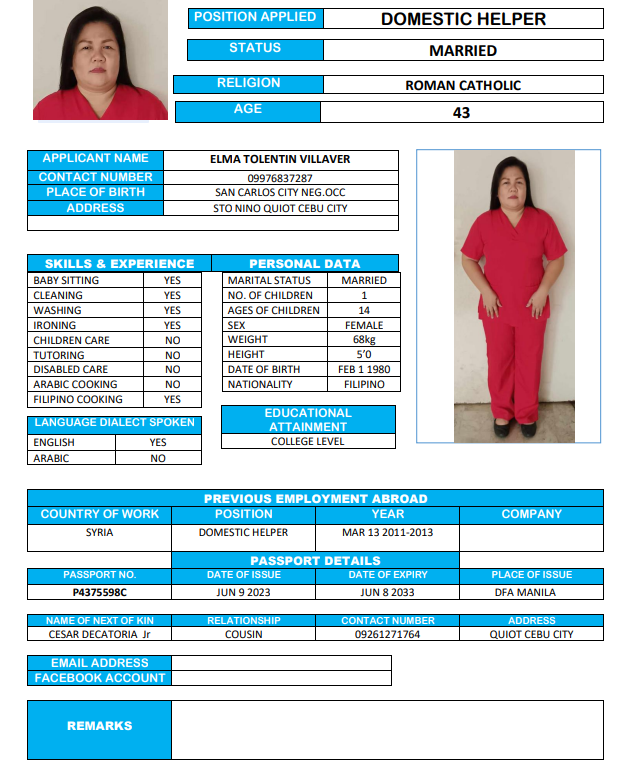 POSITION APPLIED DOMESTIC HELPER
STATUS MARRIED
RELIGION ROMAN CATHOLIC
AGE 43
APPLICANT NAME ELMA TOLENTIN VILLAVER
CONTACT NUMBER 09976837287
PLACE OF BIRTH SAN CARLOS CITY NEG.OCC
ADDRESS STO NINO QUIOT CEBU CITY
SKILLS & EXPERIENCE PERSONAL DATA
BABY SITTING YES MARITAL STATUS MARRIED
CLEANING YES NO. OF CHILDREN 1
WASHING YES AGES OF CHILDREN 14
IRONING YES SEX FEMALE
CHILDREN CARE NO WEIGHT 68kg
TUTORING NO HEIGHT 5’0
DISABLED CARE NO DATE OF BIRTH FEB 1 1980
ARABIC COOKING NO NATIONALITY FILIPINO
FILIPINO COOKING YES
LANGUAGE DIALECT SPOKEN
ENGLISH YES
ARABIC NO
EDUCATIONAL
ATTAINMENT
COLLEGE LEVEL
PREVIOUS EMPLOYMENT ABROAD
COUNTRY OF WORK POSITION YEAR COMPANY
SYRIA DOMESTIC HELPER MAR 13 2011-2013
PASSPORT DETAILS
PASSPORT NO. DATE OF ISSUE DATE OF EXPIRY PLACE OF ISSUE
P4375598C JUN 9 2023 JUN 8 2033 DFA MANILA
NAME OF NEXT OF KIN RELATIONSHIP CONTACT NUMBER ADDRESS
CESAR DECATORIA Jr COUSIN 09261271764 QUIOT CEBU CITY
EMAIL ADDRESS
FACEBOOK ACCOUNT
REMARKS